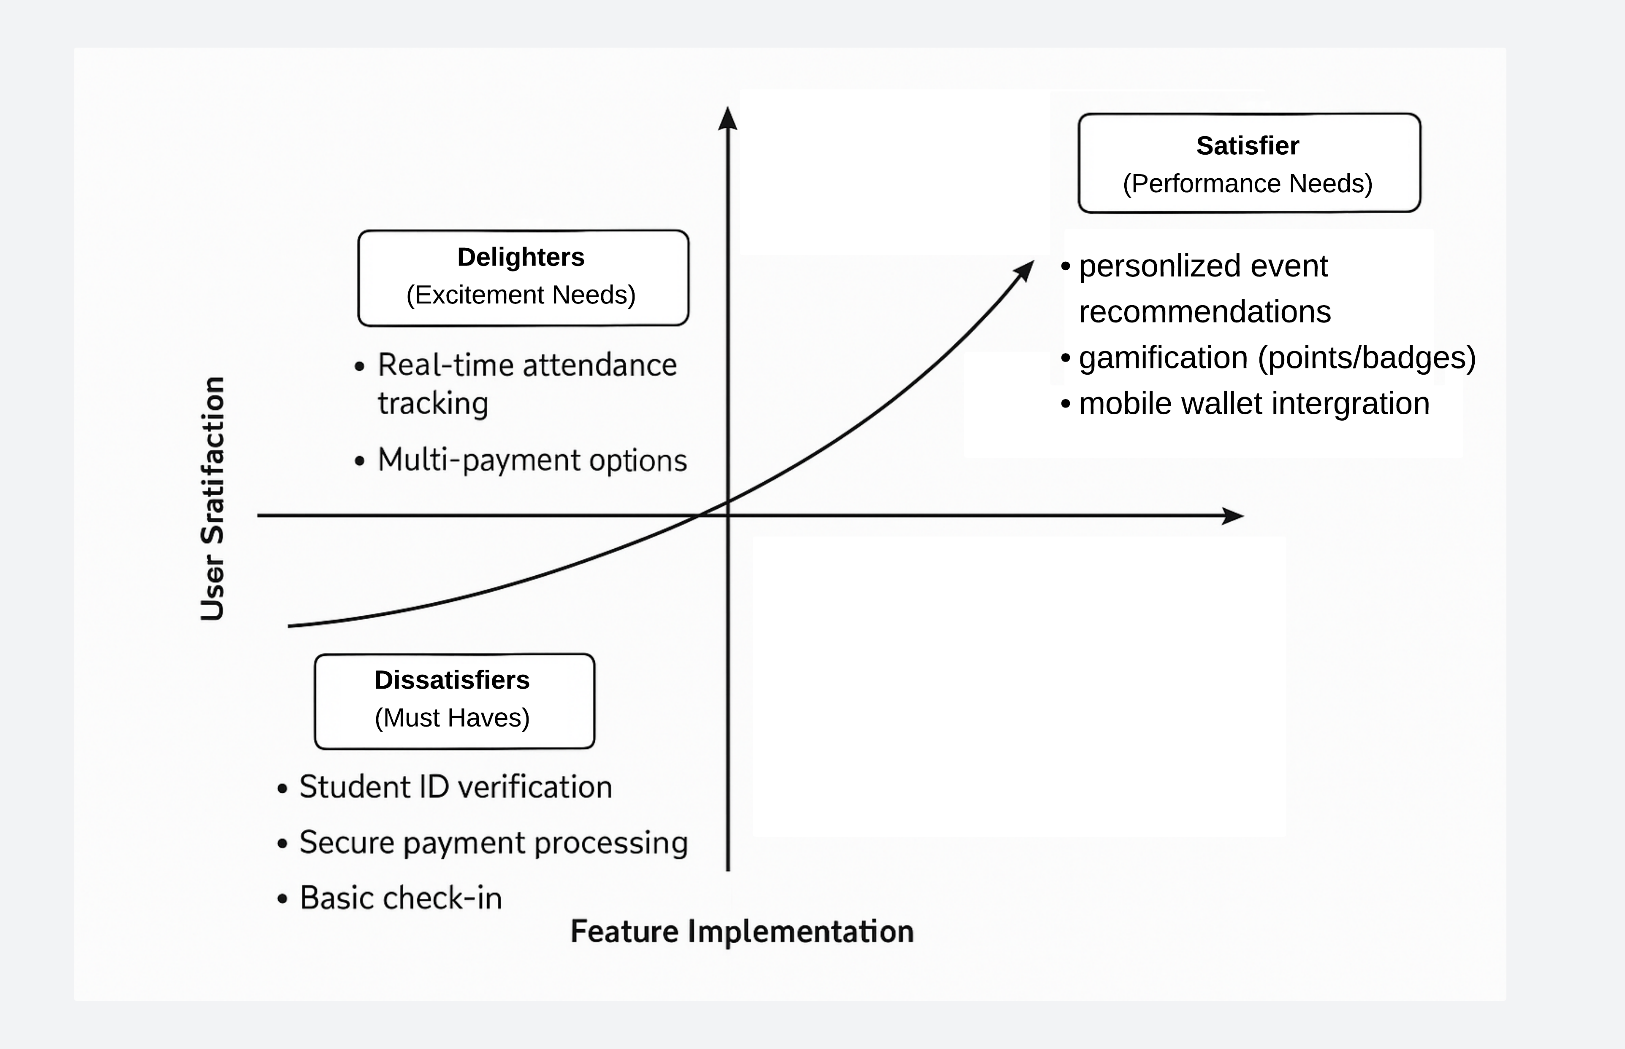 Satisfier
(Performance Needs)
• personlized event
recommendations
• gamification (points/badges)
• mobile wallet intergration
Delighters
(Excitement Needs)
• Real-time attendance
tracking
• Multi-payment options
User Sratifaction
Dissatisfiers
(Must Haves)
• Student ID verification
• Secure payment processing
• Basic check-in
Feature Implementation